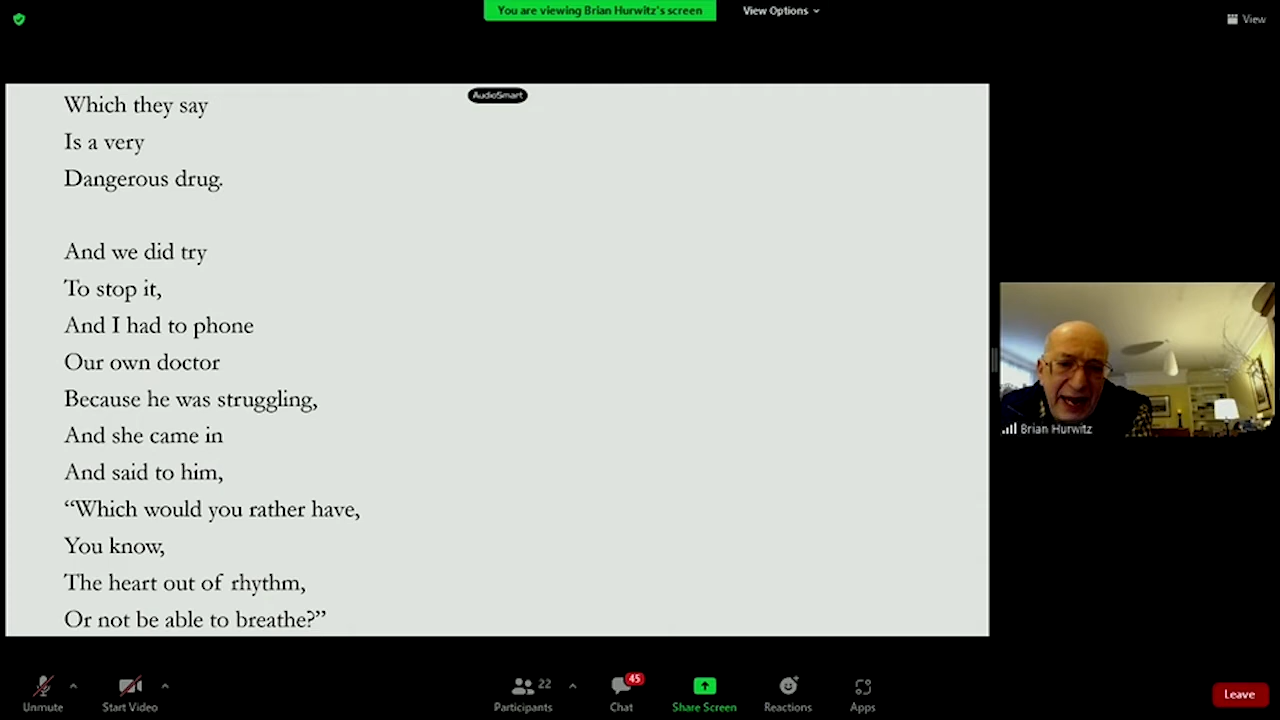 You are viewing Brian Hurwitz's screen
View Options
View
AudioSmart
Which they say
Is a very
Dangerous drug.
And we did try
To stop it,
And I had to phone
Our own doctor
Because he was struggling,
And she came in
And said to him,
“Which would you rather have,
You know,
The heart out of rhythm,
Or not be able to breathe?”
Brian Hurwitz
Unmute
Start Video
22
Participants
45
Chat
Share Screen
Reactions
Apps
Leave